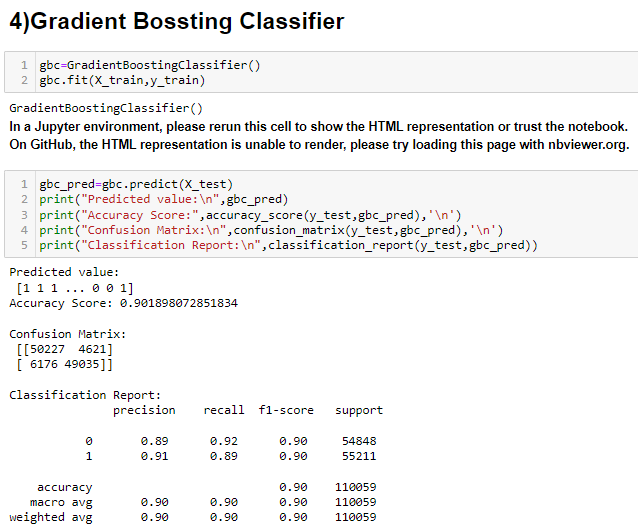 4)Gradient Bossting Classifier
1 gbc=GradientBoostingClassifier()
2 gbc.fit(X_train,y_train)
GradientBoostingClassifier()
In a Jupyter environment, please rerun this cell to show the HTML representation or trust the notebook.
On GitHub, the HTML representation is unable to render, please try loading this page with nbviewer.org.
1 gbc_pred=gbc.predict(X_test)
2 print("Predicted value:\n",gbc_pred)
3 print("Accuracy Score:",accuracy_score(y_test,gbc_pred),'\n')
4 print("Confusion Matrix:\n",confusion_matrix(y_test,gbc_pred),'\n')
5 print("Classification Report:\n",classification_report(y_test,gbc_pred))
Predicted value:
[1 1 1 ... 0 0 1]
Accuracy Score: 0.901898072851834
Confusion Matrix:
[[50227 4621]
[ 6176 49035]]
Classification Report:
precision recall f1-score support
0 0.89 0.92 0.90 54848
1 0.91 0.89 0.90 55211
accuracy 0.90 110059
macro avg 0.90 0.90 0.90 110059
weighted avg 0.90 0.90 0.90 110059